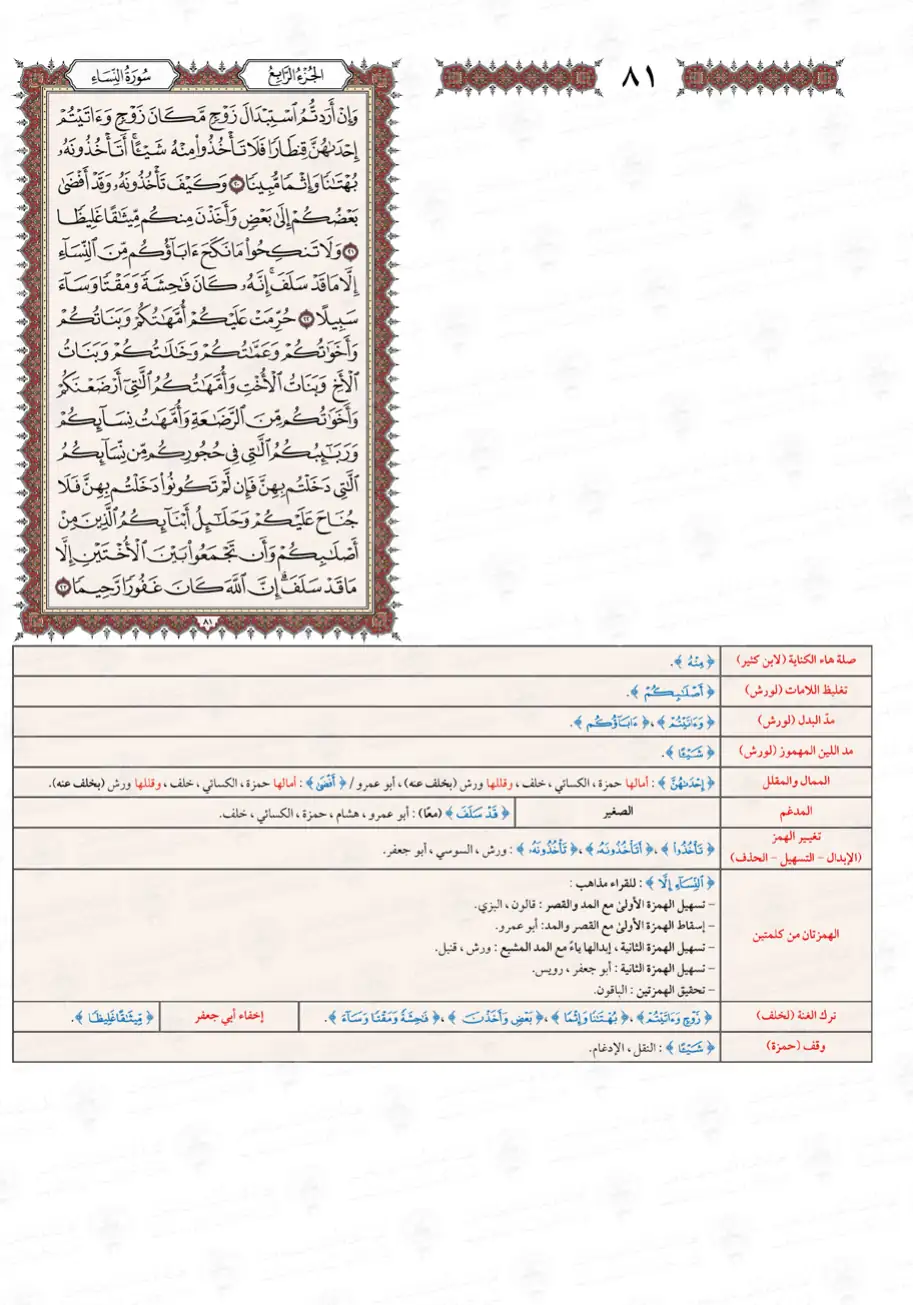 ٨١
الجُزْءُ الرَّابِعُ
سُورَةُ النِّسَاءِ
وَإِنۡ أَرَدتُّمُ ٱسۡتِبۡدَالَ زَوۡجٖ مَّكَانَ زَوۡجٖ وَءَاتَيۡتُمۡ
إِحۡدَىٰهُنَّ قِنطَارٗا فَلَا تَأۡخُذُواْ مِنۡهُ شَيۡـًٔاۚ أَتَأۡخُذُونَهُۥ
بُهۡتَٰنٗا وَإِثۡمٗا مُّبِينٗا ٢٠ وَكَيۡفَ تَأۡخُذُونَهُۥ وَقَدۡ أَفۡضَىٰ
بَعۡضُكُمۡ إِلَىٰ بَعۡضٖ وَأَخَذۡنَ مِنكُم مِّيثَٰقًا غَلِيظٗا
٢١ وَلَا تَنكِحُواْ مَا نَكَحَ ءَابَآؤُكُم مِّنَ ٱلنِّسَآءِ
إِلَّا مَا قَدۡ سَلَفَۚ إِنَّهُۥ كَانَ فَٰحِشَةٗ وَمَقۡتٗا وَسَآءَ
سَبِيلًا ٢٢ حُرِّمَتۡ عَلَيۡكُمۡ أُمَّهَٰتُكُمۡ وَبَنَاتُكُمۡ
وَأَخَوَٰتُكُمۡ وَعَمَّٰتُكُمۡ وَخَٰلَٰتُكُمۡ وَبَنَاتُ
ٱلۡأَخِ وَبَنَاتُ ٱلۡأُخۡتِ وَأُمَّهَٰتُكُمُ ٱلَّٰتِيٓ أَرۡضَعۡنَكُمۡ
وَأَخَوَٰتُكُم مِّنَ ٱلرَّضَٰعَةِ وَأُمَّهَٰتُ نِسَآئِكُمۡ
وَرَبَٰٓئِبُكُمُ ٱلَّٰتِي فِي حُجُورِكُم مِّن نِّسَآئِكُمُ
ٱلَّٰتِي دَخَلۡتُم بِهِنَّ فَإِن لَّمۡ تَكُونُواْ دَخَلۡتُم بِهِنَّ فَلَا
جُنَاحَ عَلَيۡكُمۡ وَحَلَٰٓئِلُ أَبۡنَآئِكُمُ ٱلَّذِينَ مِنۡ
أَصۡلَٰبِكُمۡ وَأَن تَجۡمَعُواْ بَيۡنَ ٱلۡأُخۡتَيۡنِ إِلَّا
مَا قَدۡ سَلَفَۗ إِنَّ ٱللَّهَ كَانَ غَفُورٗا رَّحِيمٗا ٢٣
٨١
صلة هاء الكناية (لابن كثير) ﴿ مِنۡهُ ﴾.
تغليظ اللامات (لورش) ﴿ أَصۡلَٰبِكُمۡ ﴾.
مدّ البدل (لورش) ﴿ وَءَاتَيۡتُمۡ ﴾، ﴿ ءَابَآؤُكُم ﴾.
مد اللين المهموز (لورش) ﴿ شَيۡـًٔا ﴾.
الممال والمقلل ﴿ إِحۡدَىٰهُنَّ ﴾ : أمالها حمزة، الكسائي، خلف، وقللها ورش (بخلف عنه)، أبو عمرو / ﴿ أَفۡضَىٰ ﴾ : أمالها حمزة، الكسائي، خلف، وقللها ورش (بخلف عنه).
المدغم الصغير ﴿ قَدۡ سَلَفَ ﴾ (معًا) : أبو عمرو، هشام، حمزة، الكسائي، خلف.
تغيير الهمز
(الإبدال – التسهيل – الحذف) ﴿ تَأۡخُذُواْ ﴾، ﴿ أَتَأۡخُذُونَهُۥ ﴾، ﴿ تَأۡخُذُونَهُۥ ﴾ : ورش، السوسي، أبو جعفر.
الهمزتان من كلمتين
﴿ ٱلنِّسَآءِ إِلَّا ﴾ : للقراء مذاهب :
– تسهيل الهمزة الأولىٰ مع المد والقصر : قالون، البزي.
– إسقاط الهمزة الأولىٰ مع القصر والمد: أبو عمرو.
– تسهيل الهمزة الثانية، إبدالها ياءً مع المد المشبع : ورش، قنبل.
– تسهيل الهمزة الثانية : أبو جعفر، رويس.
– تحقيق الهمزتين : الباقون.
ترك الغنة (لخلف) ﴿ زَوۡجٖ وَءَاتَيۡتُمۡ ﴾، ﴿ بُهۡتَٰنٗا وَإِثۡمٗا ﴾، ﴿ بَعۡضٖ وَأَخَذۡنَ ﴾، ﴿ فَٰحِشَةٗ وَمَقۡتٗا وَسَآءَ ﴾. إخفاء أبي جعفر ﴿ مِّيثَٰقًا غَلِيظٗا ﴾.
وقف (حمزة) ﴿ شَيۡـًٔا ﴾ : النقل، الإدغام.